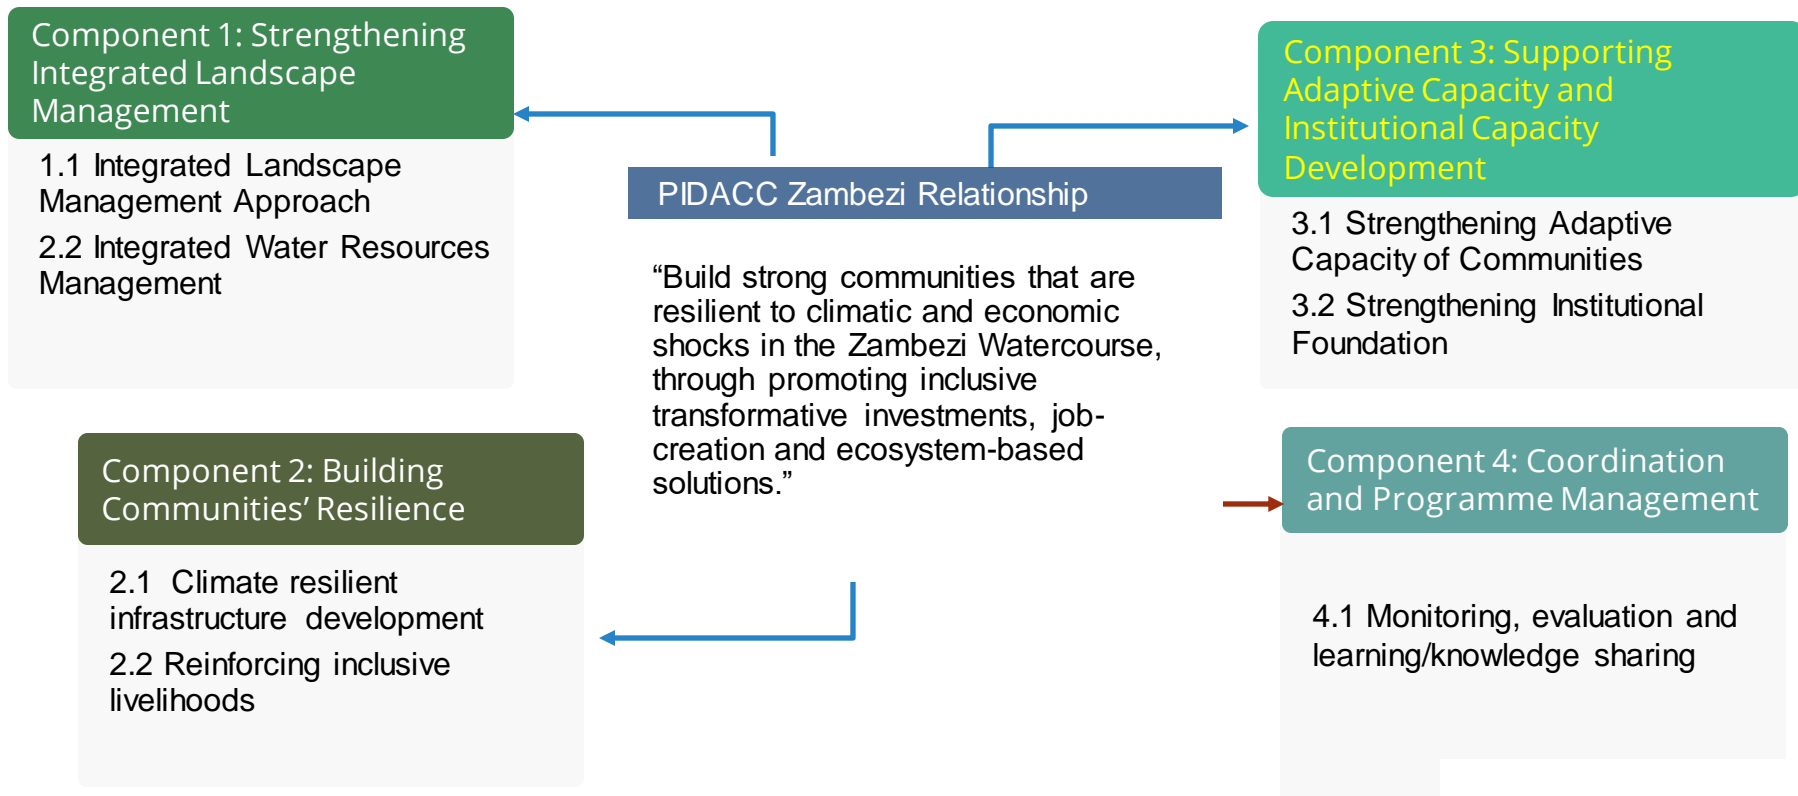 Component 1: Strengthening
Integrated Landscape
Management
1.1 Integrated Landscape
Management Approach
2.2 Integrated Water Resources
Management
PIDACC Zambezi Relationship
“Build strong communities that are
resilient to climatic and economic
shocks in the Zambezi Watercourse,
through promoting inclusive
transformative investments, job-
creation and ecosystem-based
solutions.”
Component 3: Supporting
Adaptive Capacity and
Institutional Capacity
Development
3.1 Strengthening Adaptive
Capacity of Communities
3.2 Strengthening Institutional
Foundation
Component 2: Building
Communities’ Resilience
2.1 Climate resilient
infrastructure development
2.2 Reinforcing inclusive
livelihoods
Component 4: Coordination
and Programme Management
4.1 Monitoring, evaluation and
learning/knowledge sharing